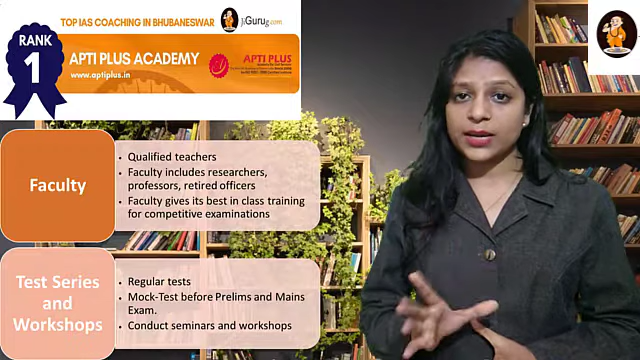 TOP IAS COACHING IN BHUBANESWAR
JiGuruG.com
RANK
1
APTI PLUS ACADEMY
www.aptiplus.in
APTI PLUS
Faculty
• Qualified teachers
• Faculty includes researchers,
professors, retired officers
• Faculty gives its best in class training
for competitive examinations
Test Series
and
Workshops
• Regular tests
• Mock-Test before Prelims and Mains
Exam.
• Conduct seminars and workshops